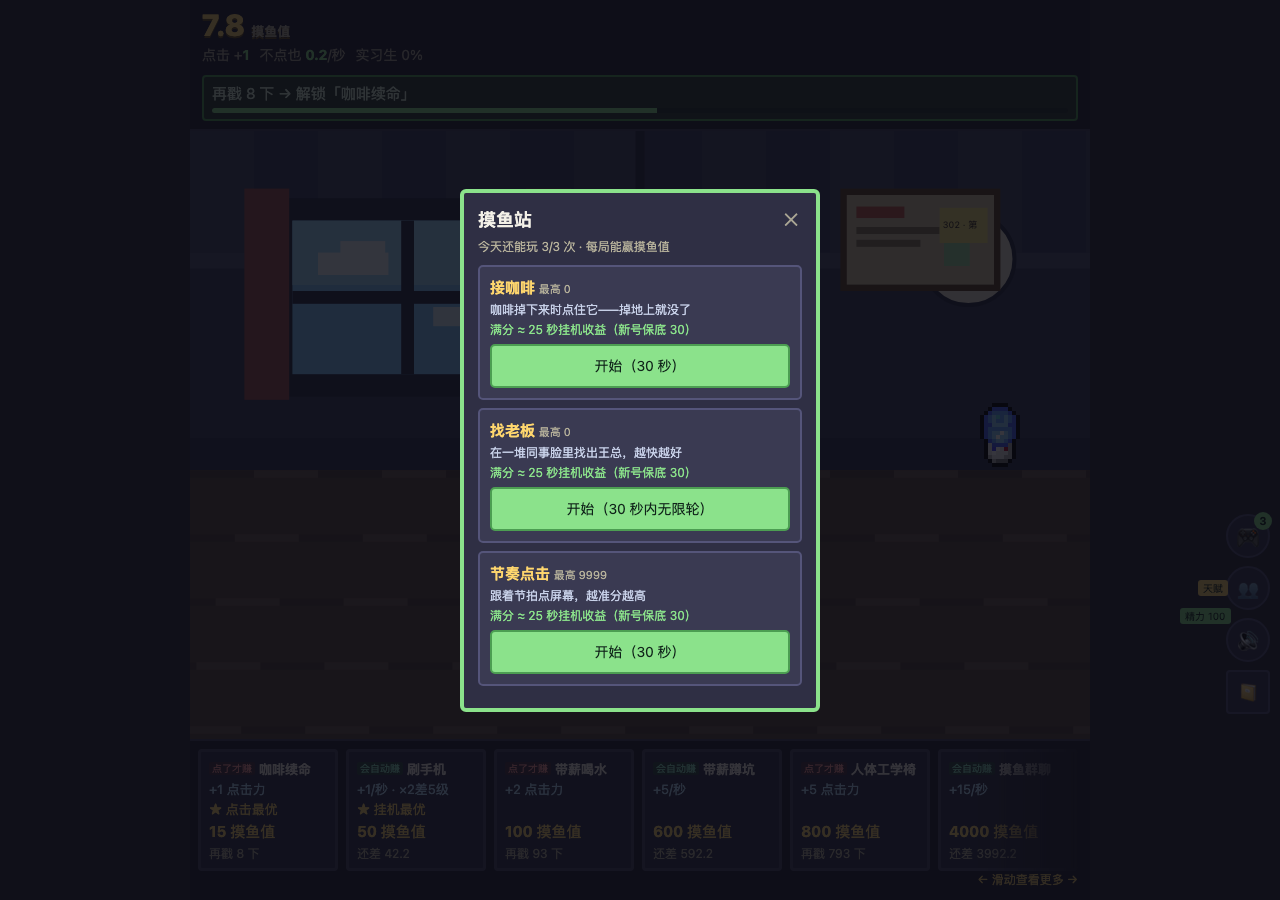 7.8 摸鱼值
点击 +1 不点也 0.2/秒 实习生 0%
再戳 8 下 → 解锁「咖啡续命」
302 · 第
摸鱼站
今天还能玩 3/3 次 · 每局能赢摸鱼值
接咖啡 最高 0
咖啡掉下来时点住它——掉地上就没了
满分 ≈ 25 秒挂机收益（新号保底 30）
开始（30 秒）
找老板 最高 0
在一堆同事脸里找出王总，越快越好
满分 ≈ 25 秒挂机收益（新号保底 30）
开始（30 秒内无限轮）
节奏点击 最高 9999
跟着节拍点屏幕，越准分越高
满分 ≈ 25 秒挂机收益（新号保底 30）
开始（30 秒）
3
天赋
精力 100
点了才赚 咖啡续命
+1 点击力
★ 点击最优
15 摸鱼值
再戳 8 下
会自动赚 刷手机
+1/秒 · ×2差5级
★ 挂机最优
50 摸鱼值
还差 42.2
点了才赚 带薪喝水
+2 点击力
100 摸鱼值
再戳 93 下
会自动赚 带薪蹲坑
+5/秒
600 摸鱼值
还差 592.2
点了才赚 人体工学椅
+5 点击力
800 摸鱼值
再戳 793 下
会自动赚 摸鱼群聊
+15/秒
4000 摸鱼值
还差 3992.2
← 滑动查看更多 →